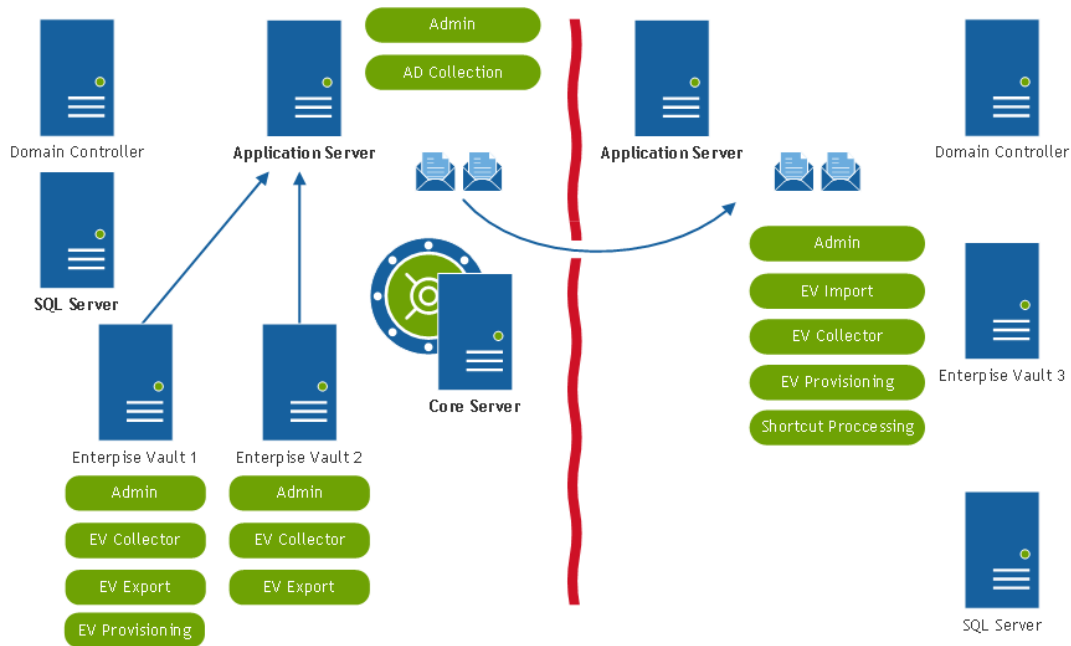 Admin
AD Collection
Domain Controller
Application Server
Application Server
Domain Controller
SQL Server
Core Server
Admin
EV Import
EV Collector
EV Provisioning
Shortcut Proccessing
Enterpise Vault 3
Enterpise Vault 1
Enterpise Vault 2
Admin
EV Collector
EV Export
EV Provisioning
Admin
EV Collector
EV Export
SQL Server